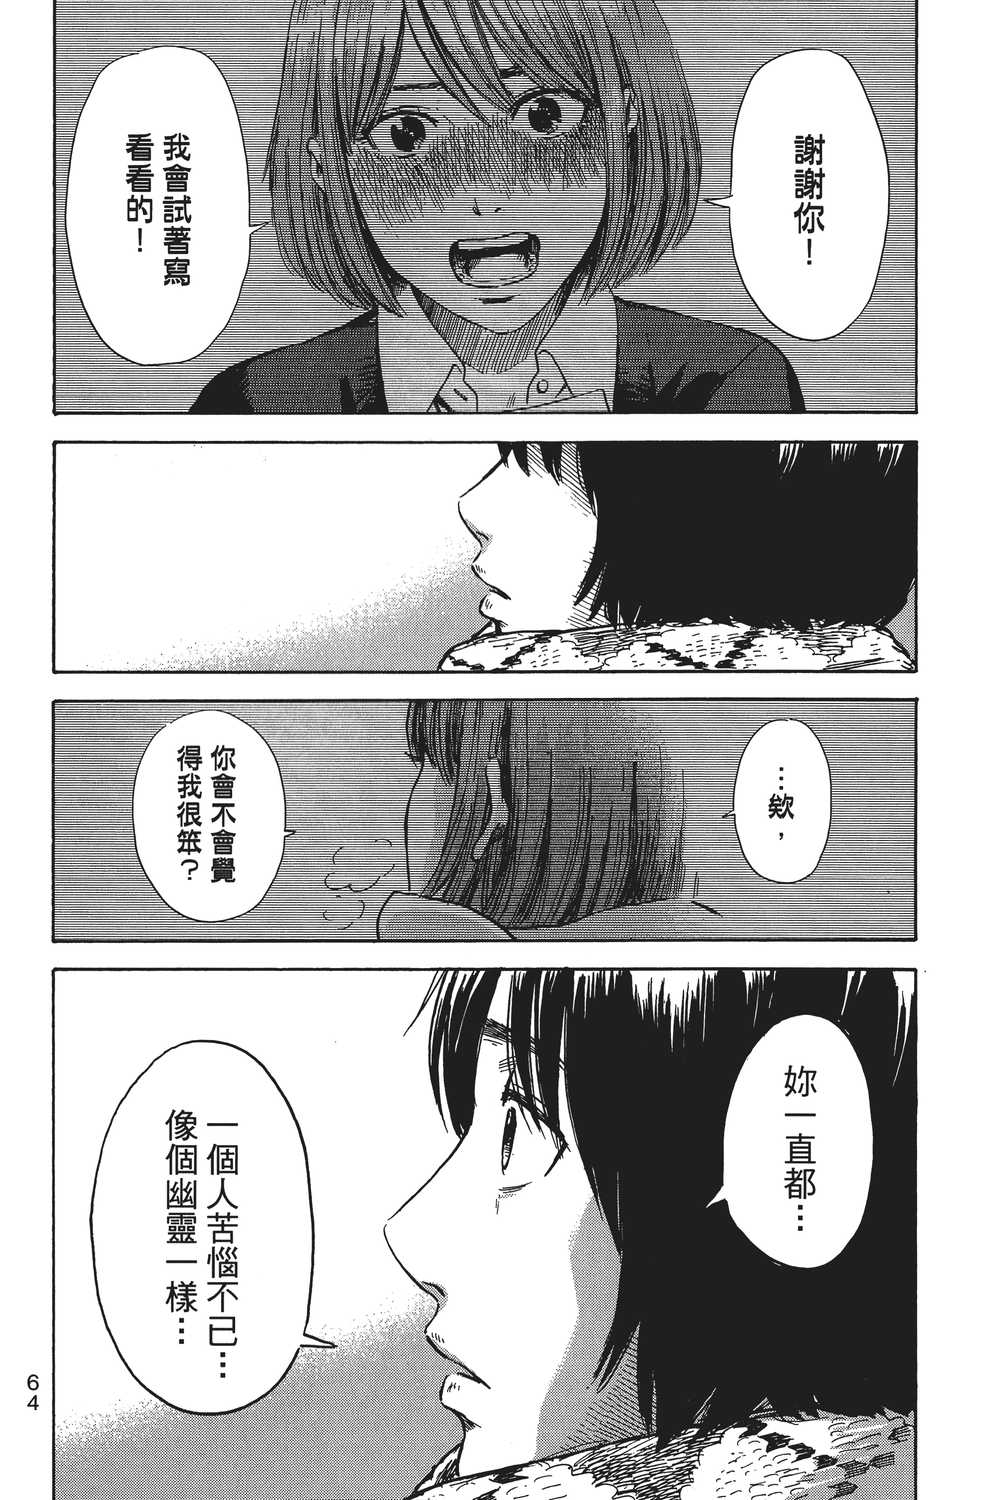 謝謝你！
我會試著寫
看看的！
…欸，
你會不會覺
得我很笨？
妳一直都…
一個人苦惱不已…
像個幽靈一樣…
64